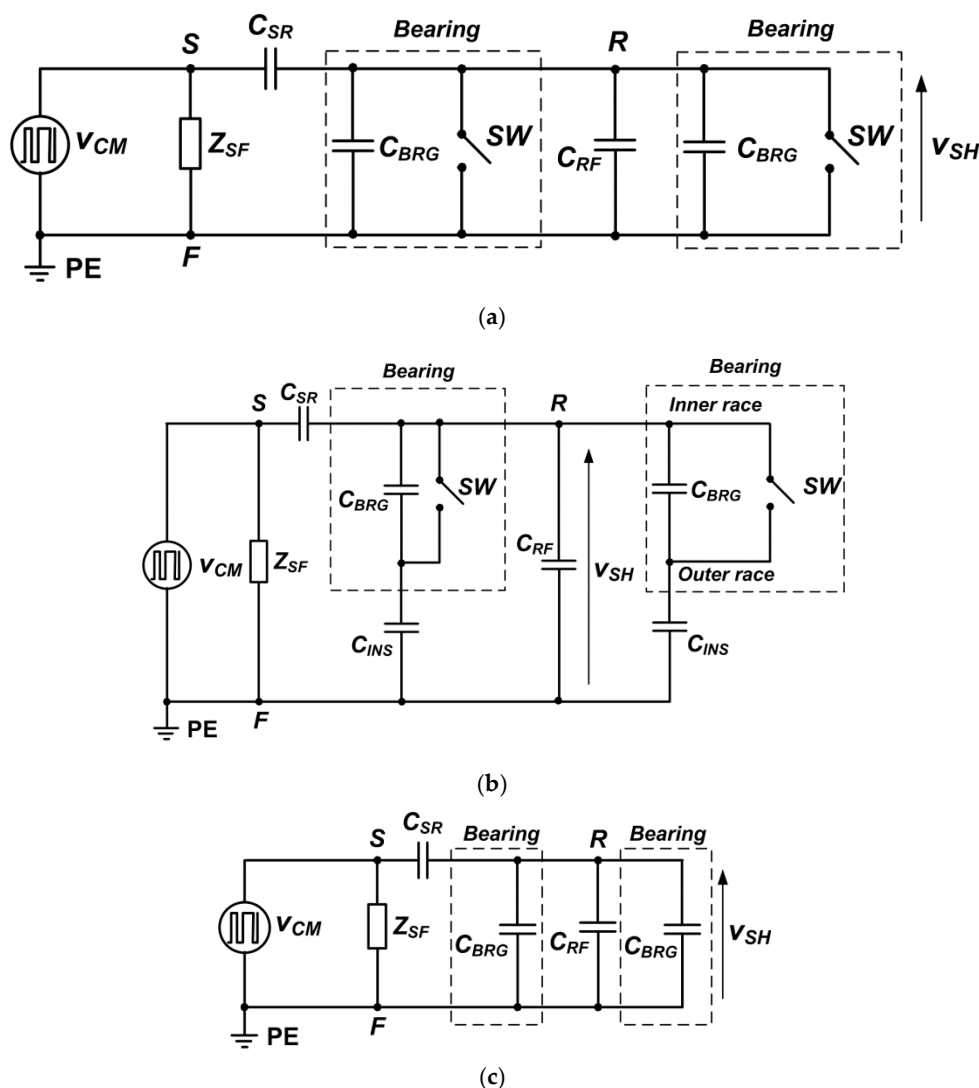 Bearing Bearing
S C_SR R
v_CM Z_SF C_BRG SW C_RF C_BRG SW v_SH
PE F
(a)
Bearing Bearing
S C_SR R Inner race
C_BRG SW C_BRG SW
v_CM Z_SF C_RF v_SH Outer race
C_INS C_INS
PE F
(b)
S C_SR Bearing R Bearing
v_CM Z_SF C_BRG C_RF C_BRG v_SH
PE F
(c)